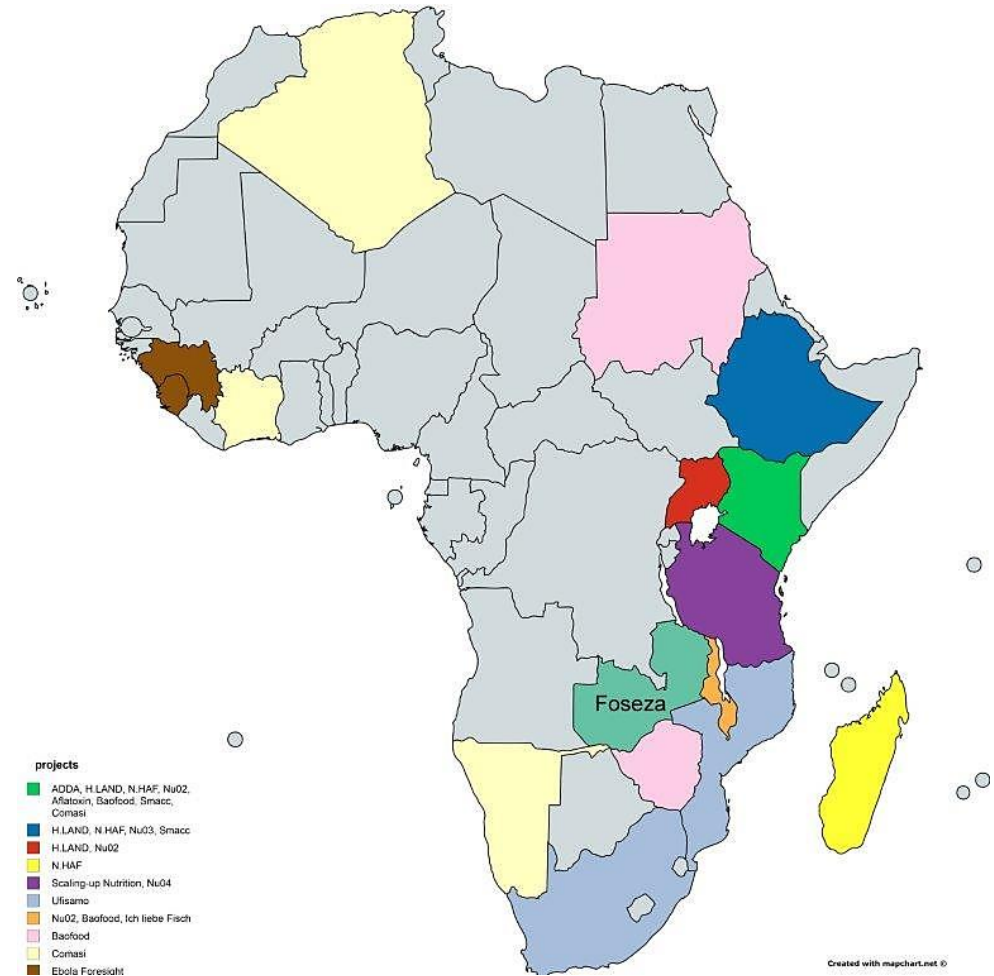 Foseza
projects
ADDA, H.LAND, N.HAF, Nu02,
Aflatoxin, Baofood, Smacc,
Comasi
H.LAND, N.HAF, Nu03, Smacc
H.LAND, Nu02
N.HAF
Scaling-up Nutrition, Nu04
Ufisamo
Nu02, Baofood, Ich liebe Fisch
Baofood
Comasi
Ebola Foresight
Created with mapchart.net ©